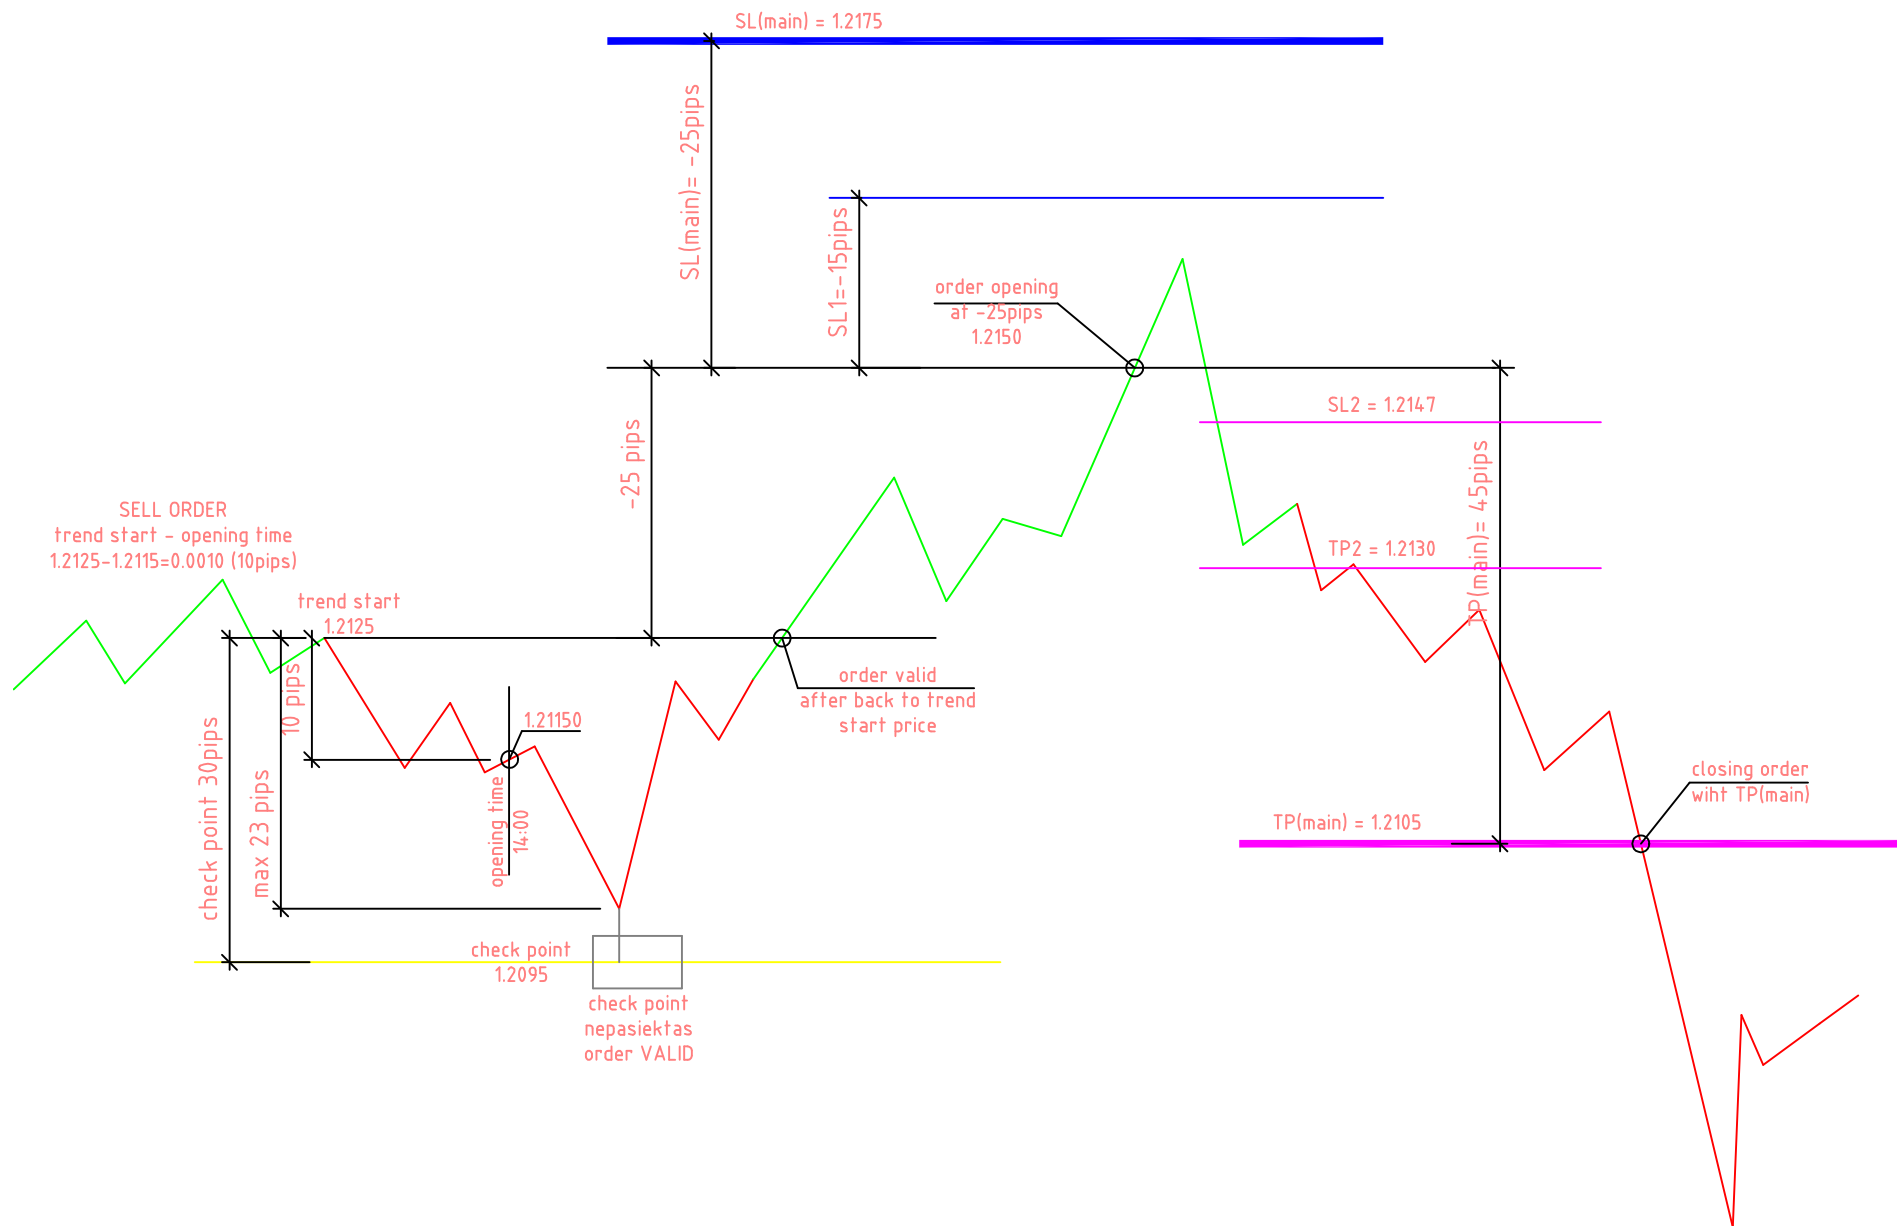 SL(main) = 1.2175
SL(main)= -25pips
SL1=-15pips
order opening
at -25pips
1.2150
-25 pips
SL2 = 1.2147
TP(main)= 45pips
TP2 = 1.2130
SELL ORDER
trend start - opening time
1.2125-1.2115=0.0010 (10pips)
trend start
1.2125
10 pips
check point 30pips
max 23 pips
1.21150
opening time
14:00
order valid
after back to trend
start price
closing order
wiht TP(main)
TP(main) = 1.2105
check point
1.2095
check point
nepasiektas
order VALID